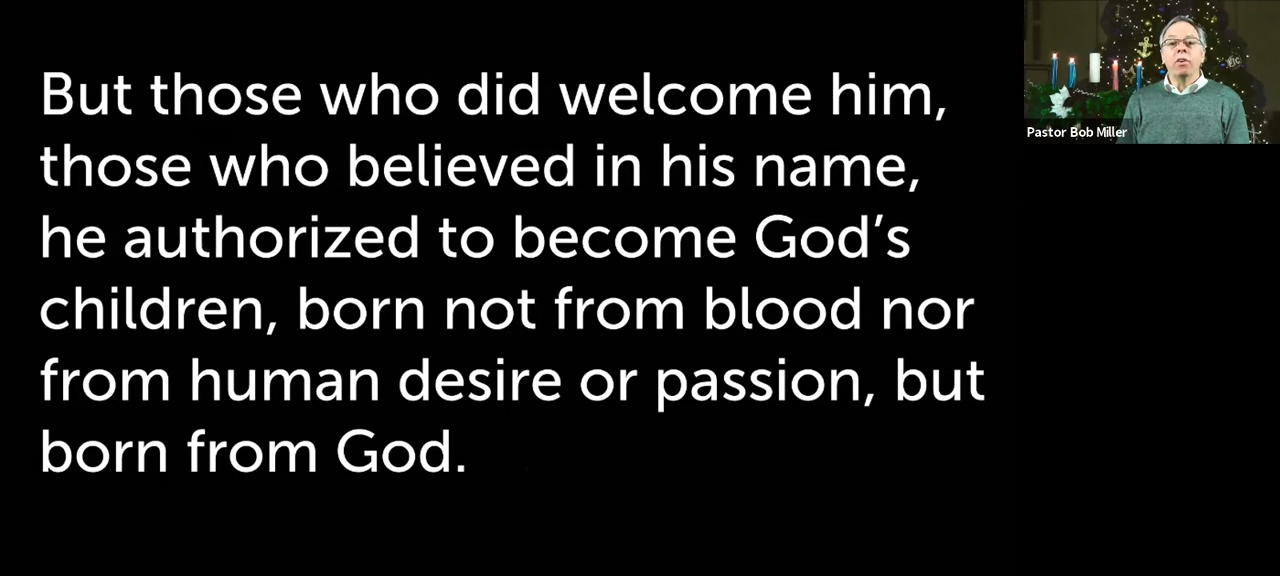 But those who did welcome him,
those who believed in his name,
he authorized to become God’s
children, born not from blood nor
from human desire or passion, but
born from God.
Pastor Bob Miller